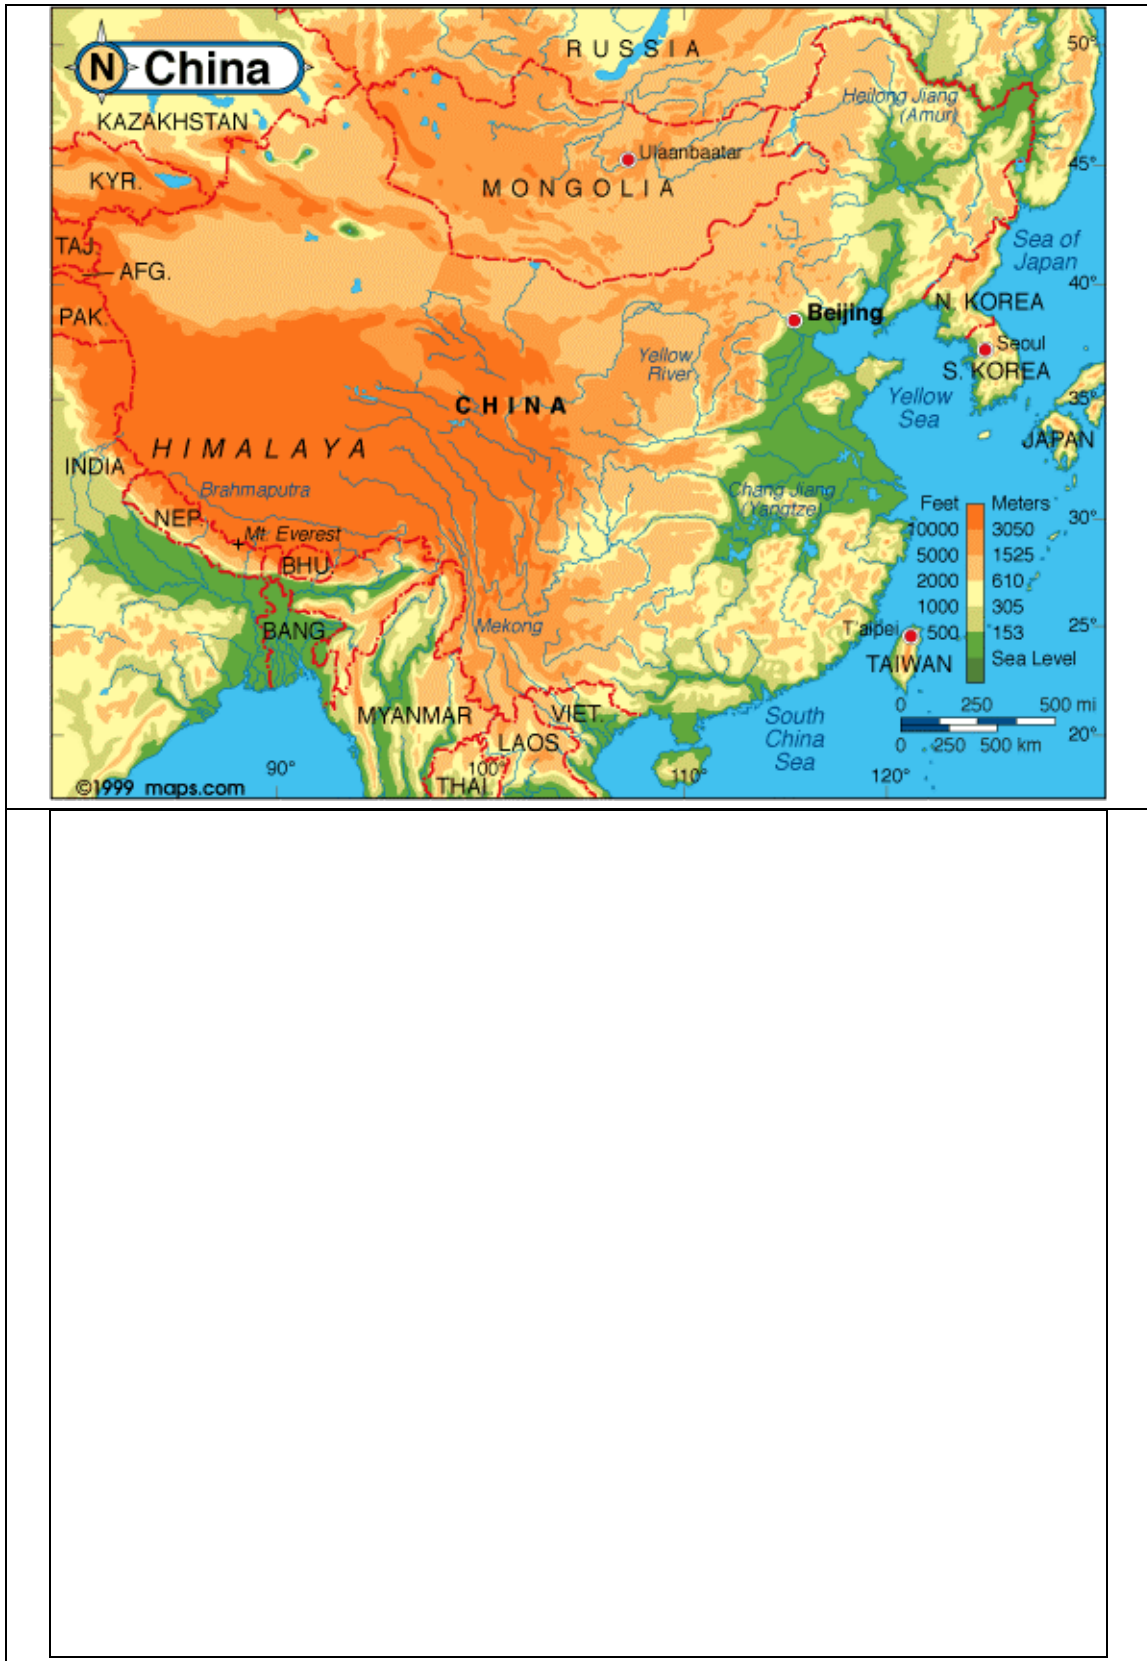 RUSSIA
50°
N China
Heilong Jiang
(Amur)
KAZAKHSTAN
Ulaanbaatar
45°
KYR.
MONGOLIA
Sea of
Japan
TAJ.
AFG.
40°
N. KOREA
PAK.
Beijing
Seoul
Yellow
River
S. KOREA
Yellow
Sea
35°
CHINA
JAPAN
HIMALAYA
INDIA
Brahmaputra
Chang Jiang
(Yangtze)
Feet Meters
NEP.
10000 3050
30°
Mt. Everest
5000 1525
BHU.
2000 610
1000 305
BANG.
Mekong
T'aipei
500 153
25°
Sea Level
TAIWAN
0 250 500 mi
MYANMAR
VIET.
South
China
Sea
LAOS
0 250 500 km
20°
90°
100°
110°
120°
THAI.
©1999 maps.com